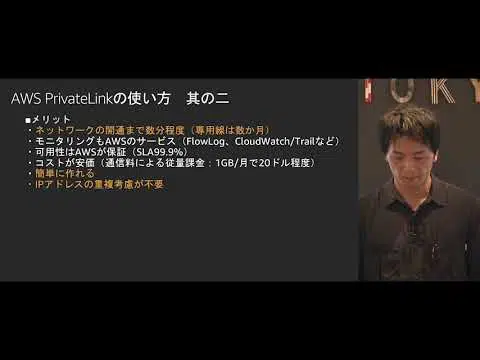 AWS PrivateLinkの使い方 其の二
■メリット
・ネットワークの開通まで数分程度（専用線は数か月）
・モニタリングもAWSのサービス（FlowLog、CloudWatch/Trailなど）
・可用性はAWSが保証（SLA99.9%）
・コストが安価（通信料による従量課金：1GB/月で20ドル程度）
・簡単に作れる
・IPアドレスの重複考慮が不要